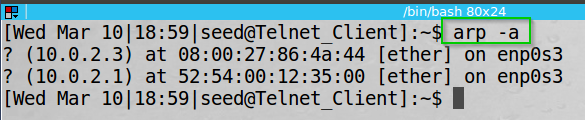 /bin/bash 80x24
[Wed Mar 10|18:59|seed@Telnet_Client]:~$ arp -a
? (10.0.2.3) at 08:00:27:86:4a:44 [ether] on enp0s3
? (10.0.2.1) at 52:54:00:12:35:00 [ether] on enp0s3
[Wed Mar 10|18:59|seed@Telnet_Client]:~$